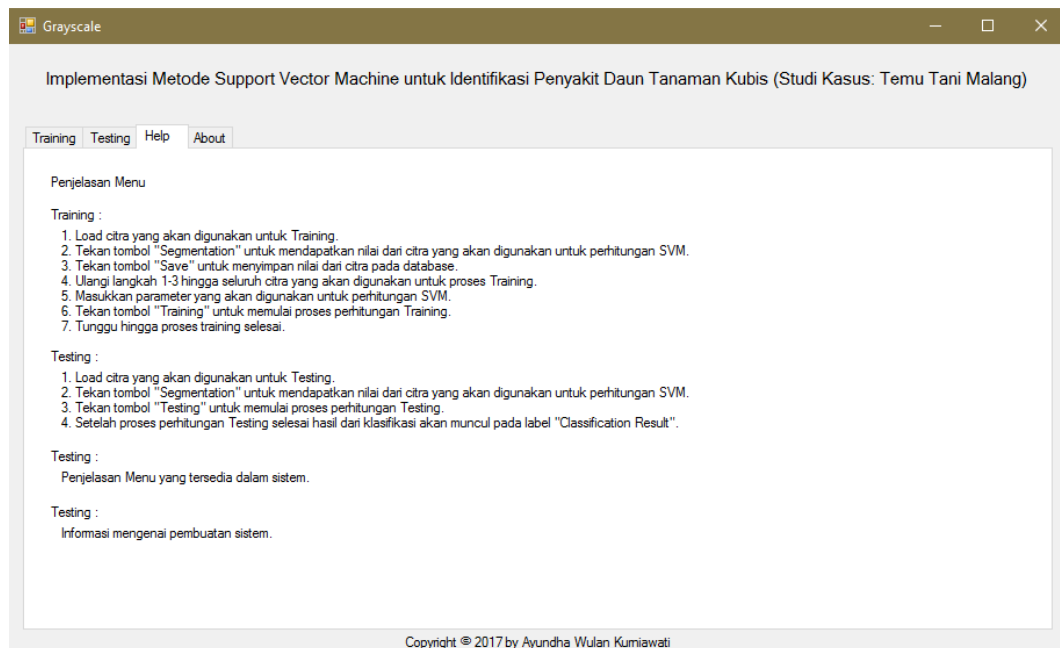 Grayscale
Implementasi Metode Support Vector Machine untuk Identifikasi Penyakit Daun Tanaman Kubis (Studi Kasus: Temu Tani Malang)
Training Testing Help About
Penjelasan Menu
Training :
1. Load citra yang akan digunakan untuk Training.
2. Tekan tombol "Segmentation" untuk mendapatkan nilai dari citra yang akan digunakan untuk perhitungan SVM.
3. Tekan tombol "Save" untuk menyimpan nilai dari citra pada database.
4. Ulangi langkah 1-3 hingga seluruh citra yang akan digunakan untuk proses Training.
5. Masukkan parameter yang akan digunakan untuk perhitungan SVM.
6. Tekan tombol "Training" untuk memulai proses perhitungan Training.
7. Tunggu hingga proses training selesai.
Testing :
1. Load citra yang akan digunakan untuk Testing.
2. Tekan tombol "Segmentation" untuk mendapatkan nilai dari citra yang akan digunakan untuk perhitungan SVM.
3. Tekan tombol "Testing" untuk memulai proses perhitungan Testing.
4. Setelah proses perhitungan Testing selesai hasil dari klasifikasi akan muncul pada label "Classification Result".
Testing :
Penjelasan Menu yang tersedia dalam sistem.
Testing :
Informasi mengenai pembuatan sistem.
Copyright © 2017 by Ayundha Wulan Kurniawati